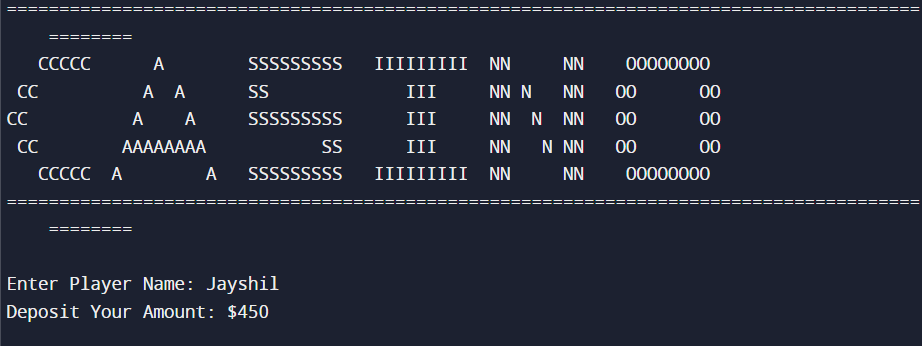 =======================================================================================
    ========
   CCCCC      A        SSSSSSSSS   IIIIIIIII  NN     NN    OOOOOOOO
 CC          A  A      SS             III     NN N   NN   OO      OO
CC          A    A     SSSSSSSSS      III     NN  N  NN   OO      OO
 CC        AAAAAAAA           SS      III     NN   N NN   OO      OO
   CCCCC  A        A   SSSSSSSSS   IIIIIIIII  NN     NN    OOOOOOOO
=======================================================================================
    ========
Enter Player Name: Jayshil
Deposit Your Amount: $450